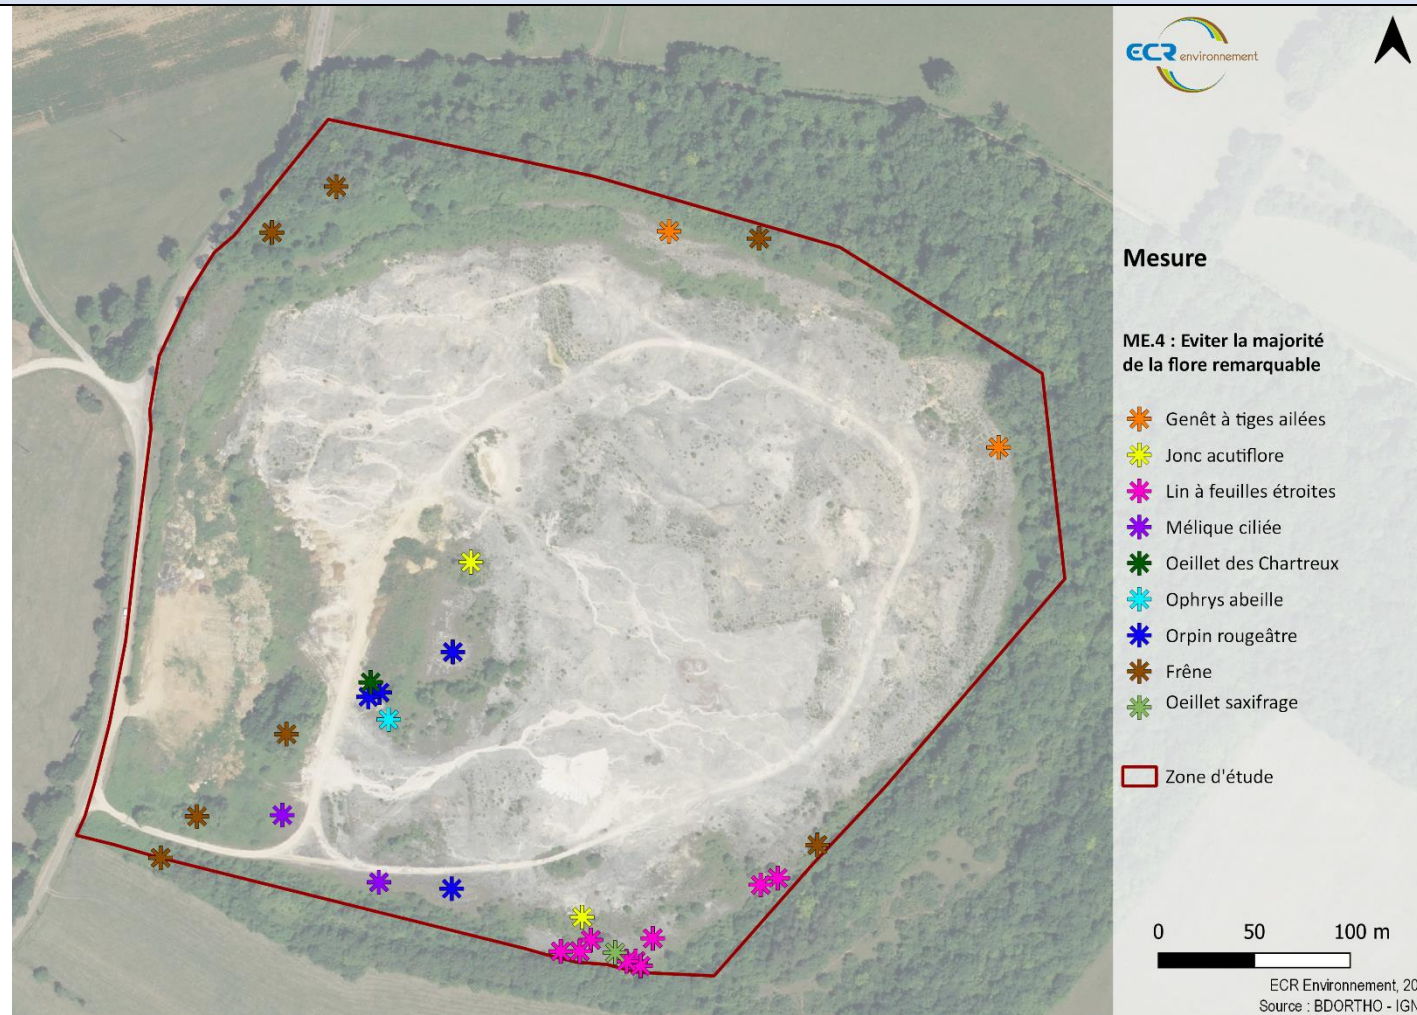 ECR environnement
Mesure
ME.4 : Eviter la majorité
de la flore remarquable
Genêt à tiges ailées
Jonc acutiflore
Lin à feuilles étroites
Mélique ciliée
Oeillet des Chartreux
Ophrys abeille
Orpin rougeâtre
Frêne
Oeillet saxifrage
Zone d'étude
0 50 100 m
ECR Environnement, 20
Source : BDORTHO - IGN